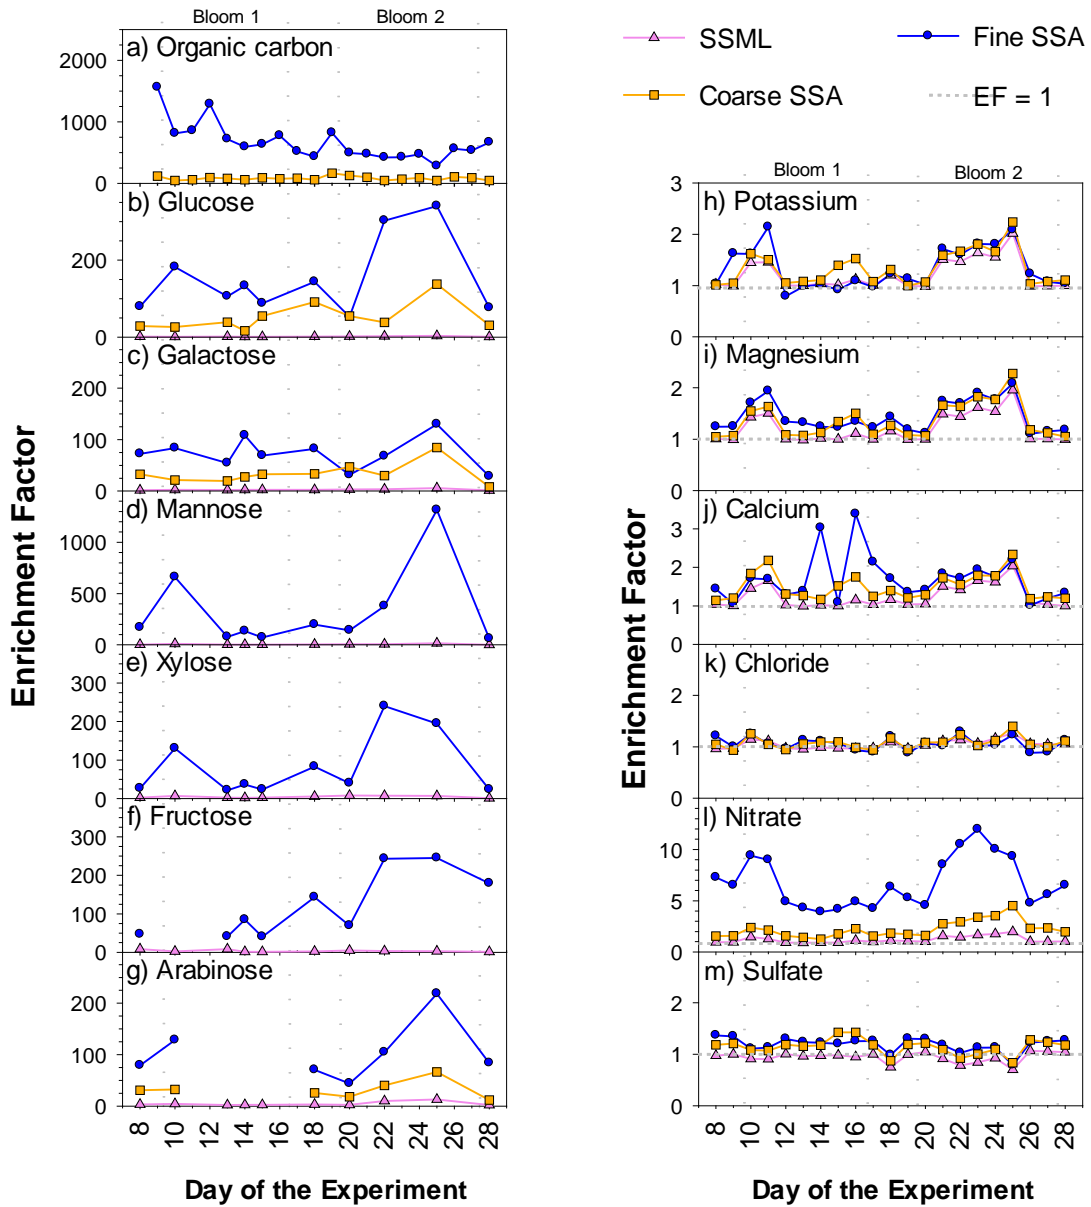 Bloom 1 Bloom 2
a) Organic carbon
2000
1000
0
b) Glucose
200
0
c) Galactose
200
100
0
d) Mannose
1000
500
0
e) Xylose
300
200
100
0
f) Fructose
300
200
100
0
g) Arabinose
200
100
0
8 10 12 14 16 18 20 22 24 26 28
Day of the Experiment
Enrichment Factor
SSML Fine SSA
Coarse SSA EF = 1
Bloom 1 Bloom 2
h) Potassium
3
2
1
0
i) Magnesium
2
1
0
j) Calcium
3
2
1
0
k) Chloride
2
1
0
l) Nitrate
10
5
0
m) Sulfate
2
1
0
8 10 12 14 16 18 20 22 24 26 28
Day of the Experiment
Enrichment Factor